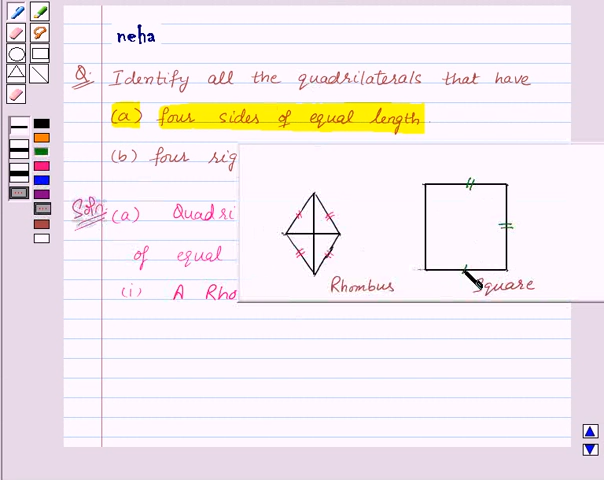 neha
Q. Identify all the quadrilaterals that have
(a) four sides of equal length.
(b) four rig
Soln: (a) Quadri
of equal
(i) A Rho
Rhombus
Square